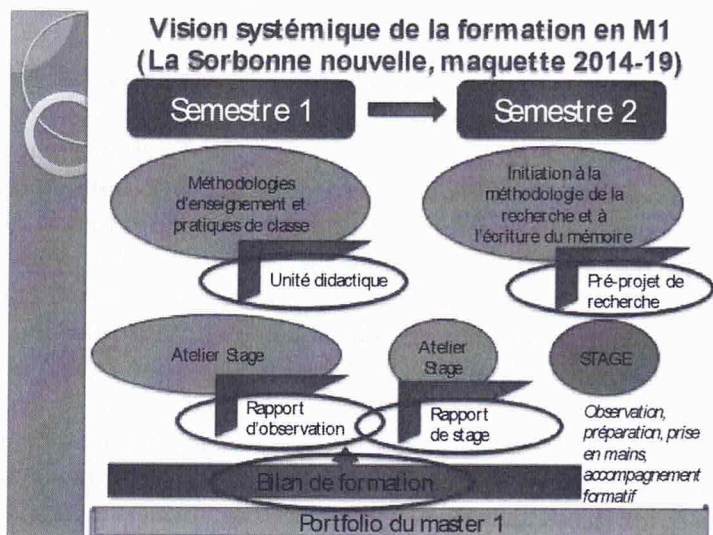 Vision systémique de la formation en M1
(La Sorbonne nouvelle, maquette 2014-19)
Semestre 1
Semestre 2
Méthodologies
d'enseignement et
pratiques de classe
Initiation à la
méthodologie de la
recherche et à
l'écriture du mémoire
Unité didactique
Pré-projet de
recherche
Atelier Stage
Atelier
Stage
STAGE
Rapport
d'observation
Rapport
de stage
Observation,
préparation, prise
en mains,
accompagnement
formatif
Bilan de formation
Portfolio du master 1